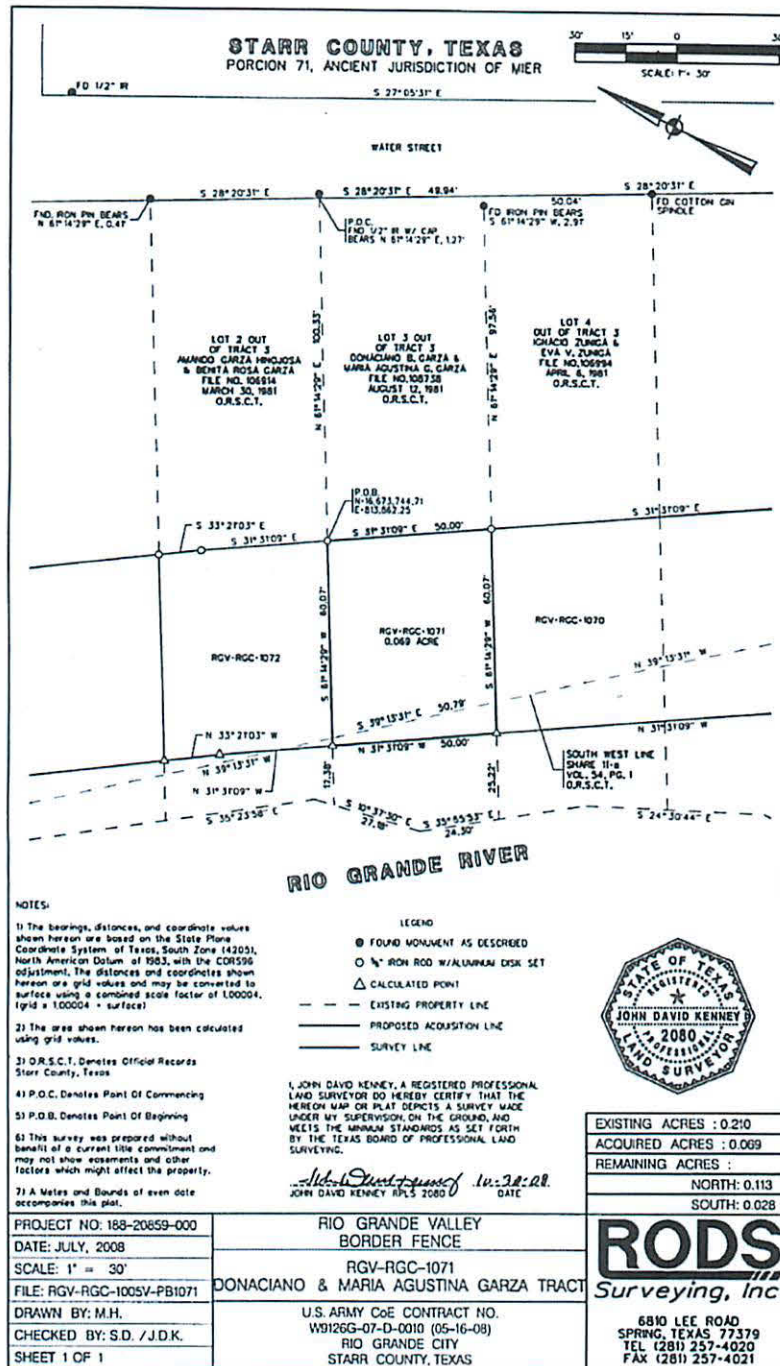 STARR COUNTY, TEXAS
PORCION 71, ANCIENT JURISDICTION OF MIER
30' 15' 0 30'
SCALE: 1"= 30'
FD 1/2" IR
S 27°05'31" E
WATER STREET
S 28°20'31" E
S 28°20'31" E 49.94'
50.04'
S 28°20'31" E
FND. IRON PIN BEARS
N 61°14'29" E, 0.41'
P.O.C.
FND 1/2" IR W/ CAP
BEARS N 61°14'29" E, 1.27'
FD IRON PIN BEARS
S 61°14'29" W, 2.91'
FD COTTON GIN
SPINDLE
LOT 2 OUT
OF TRACT 3
AMANDO GARZA HINOJOSA
& BENITA ROSA GARZA
FILE NO. 106914
MARCH 30, 1981
O.R.S.C.T.
N 61°14'29" E 100.33'
LOT 3 OUT
OF TRACT 3
DONACIANO B. GARZA &
MARIA AGUSTINA G. GARZA
FILE NO. 108738
AUGUST 12, 1981
O.R.S.C.T.
N 61°14'29" E 97.56'
LOT 4
OUT OF TRACT 3
IGNACIO ZUNIGA &
EVA V. ZUNIGA
FILE NO. 106994
APRIL 6, 1981
O.R.S.C.T.
P.O.B.
N=16,673,744.71
E=813,862.25
S 33°21'03" E
S 31°31'09" E
S 31°31'09" E 50.00'
S 31°31'09" E
RGV-RGC-1072
S 61°14'29" W 60.07'
RGV-RGC-1071
0.069 ACRE
S 61°14'29" W 60.07'
RGV-RGC-1070
N 39°13'31" W
S 39°13'31" E 50.79'
N 33°21'03" W
N 39°13'31" W
N 31°31'09" W
N 31°31'09" W 50.00'
SOUTH WEST LINE
SHARE 11-a
VOL. 54, PG. 1
O.R.S.C.T.
17.38'
25.22'
S 35°23'58" E
S 10°37'30" E
27.18'
S 35°55'53" E
24.30'
S 24°30'44" E
RIO GRANDE RIVER
NOTES:
1) The bearings, distances, and coordinate values
shown hereon are based on the State Plane
Coordinate System of Texas, South Zone (4205),
North American Datum of 1983, with the CORS96
adjustment. The distances and coordinates shown
hereon are grid values and may be converted to
surface using a combined scale factor of 1.00004.
(grid x 1.00004 = surface)
2) The area shown hereon has been calculated
using grid values.
3) O.R.S.C.T. Denotes Official Records
Starr County, Texas
4) P.O.C. Denotes Point Of Commencing
5) P.O.B. Denotes Point Of Beginning
6) This survey was prepared without
benefit of a current title commitment and
may not show easements and other
factors which might affect the property.
7) A Metes and Bounds of even date
accompanies this plat.
LEGEND
FOUND MONUMENT AS DESCRIBED
IRON ROD W/ALUMINUM DISK SET
CALCULATED POINT
EXISTING PROPERTY LINE
PROPOSED ACQUISITION LINE
SURVEY LINE
I, JOHN DAVID KENNEY, A REGISTERED PROFESSIONAL
LAND SURVEYOR DO HEREBY CERTIFY THAT THE
HEREON MAP OR PLAT DEPICTS A SURVEY MADE
UNDER MY SUPERVISION, ON THE GROUND, AND
MEETS THE MINIMUM STANDARDS AS SET FORTH
BY THE TEXAS BOARD OF PROFESSIONAL LAND
SURVEYING.
John David Kenney 10-30-08
JOHN DAVID KENNEY RPLS 2080 DATE
STATE OF TEXAS
REGISTERED
JOHN DAVID KENNEY
2080
PROFESSIONAL
LAND SURVEYOR
EXISTING ACRES : 0.210
ACQUIRED ACRES : 0.069
REMAINING ACRES :
NORTH: 0.113
SOUTH: 0.028
PROJECT NO: 188-20859-000
DATE: JULY, 2008
SCALE: 1" = 30'
FILE: RGV-RGC-1005V-PB1071
DRAWN BY: M.H.
CHECKED BY: S.D. /J.D.K.
SHEET 1 OF 1
RIO GRANDE VALLEY
BORDER FENCE
RGV-RGC-1071
DONACIANO & MARIA AGUSTINA GARZA TRACT
U.S. ARMY CoE CONTRACT NO.
W9126G-07-D-0010 (05-16-08)
RIO GRANDE CITY
STARR COUNTY, TEXAS
RODS
Surveying, Inc
6810 LEE ROAD
SPRING, TEXAS 77379
TEL (281) 257-4020
FAX (281) 257-4021